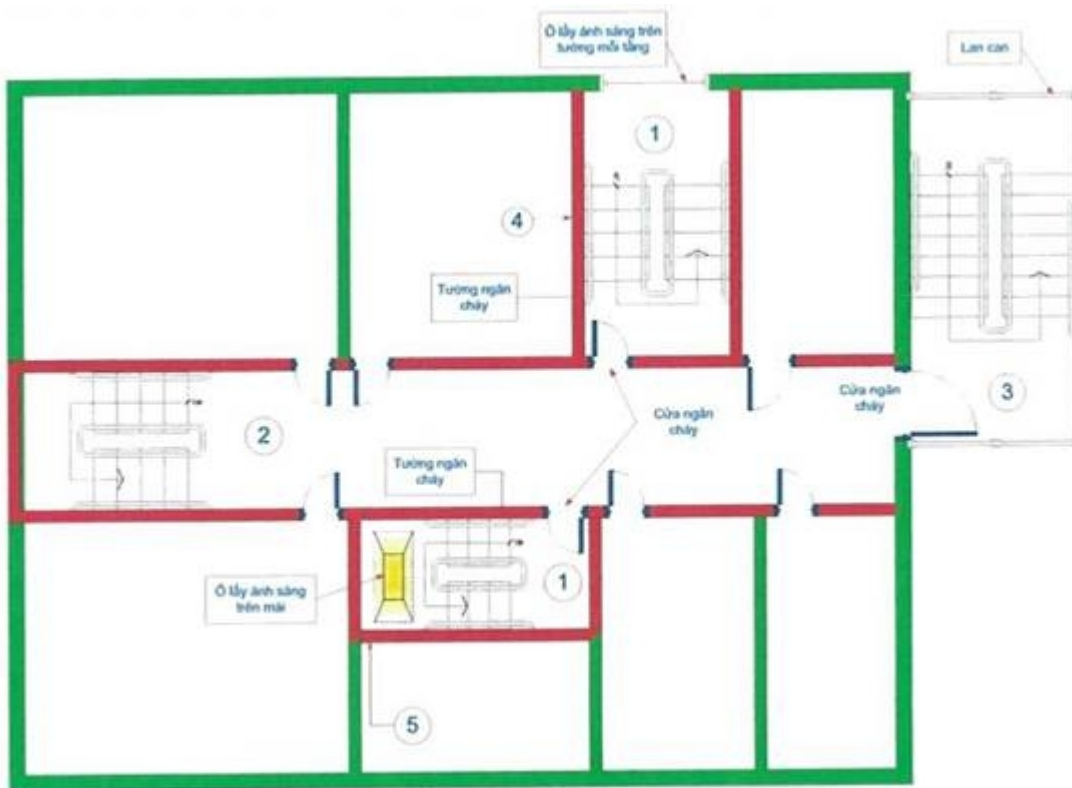 Ô lấy ánh sáng trên
tường mỗi tầng
Lan can
1
4
Tường ngăn
cháy
Cửa ngăn
cháy
Cửa ngăn
cháy
3
2
Tường ngăn
cháy
Ô lấy ánh sáng
trên mái
1
5